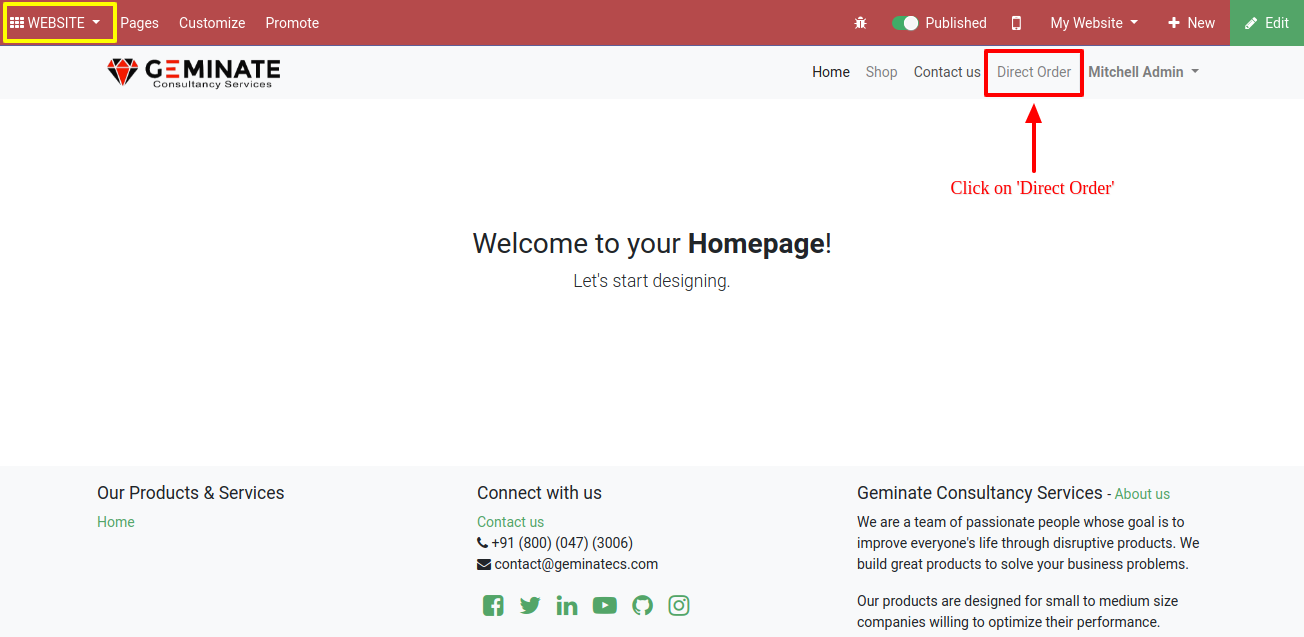 WEBSITE Pages Customize Promote Published My Website New Edit
GEMINATE
Consultancy Services
Home Shop Contact us Direct Order Mitchell Admin
Click on 'Direct Order'
Welcome to your Homepage!
Let's start designing.
Our Products & Services
Home
Connect with us
Contact us
+91 (800) (047) (3006)
contact@geminatecs.com
Geminate Consultancy Services - About us
We are a team of passionate people whose goal is to
improve everyone's life through disruptive products. We
build great products to solve your business problems.
Our products are designed for small to medium size
companies willing to optimize their performance.